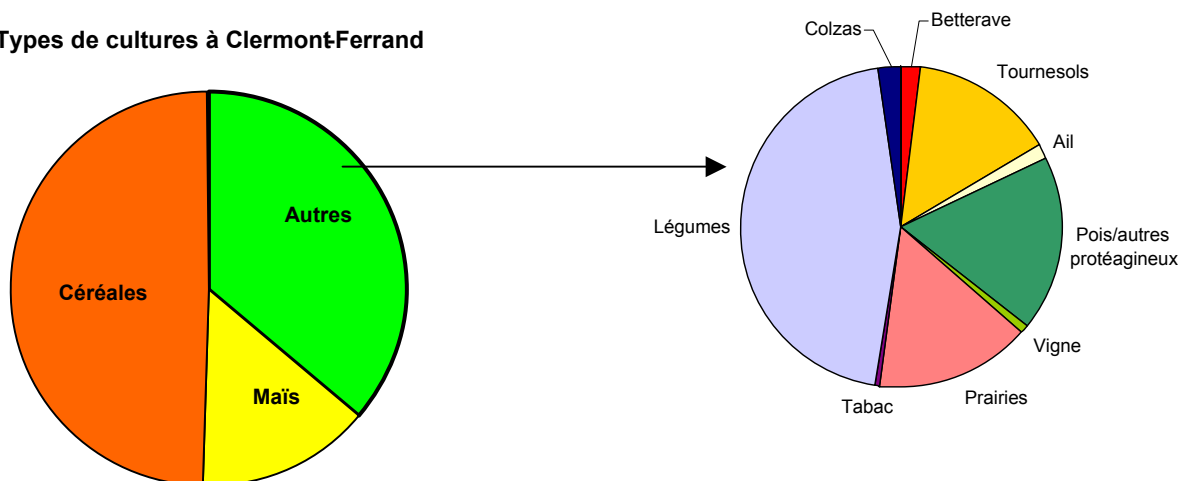 Types de cultures à Clermont-Ferrand
Autres
Céréales
Maïs
Colzas
Betterave
Tournesols
Ail
Légumes
Pois/autres
protéagineux
Vigne
Prairies
Tabac